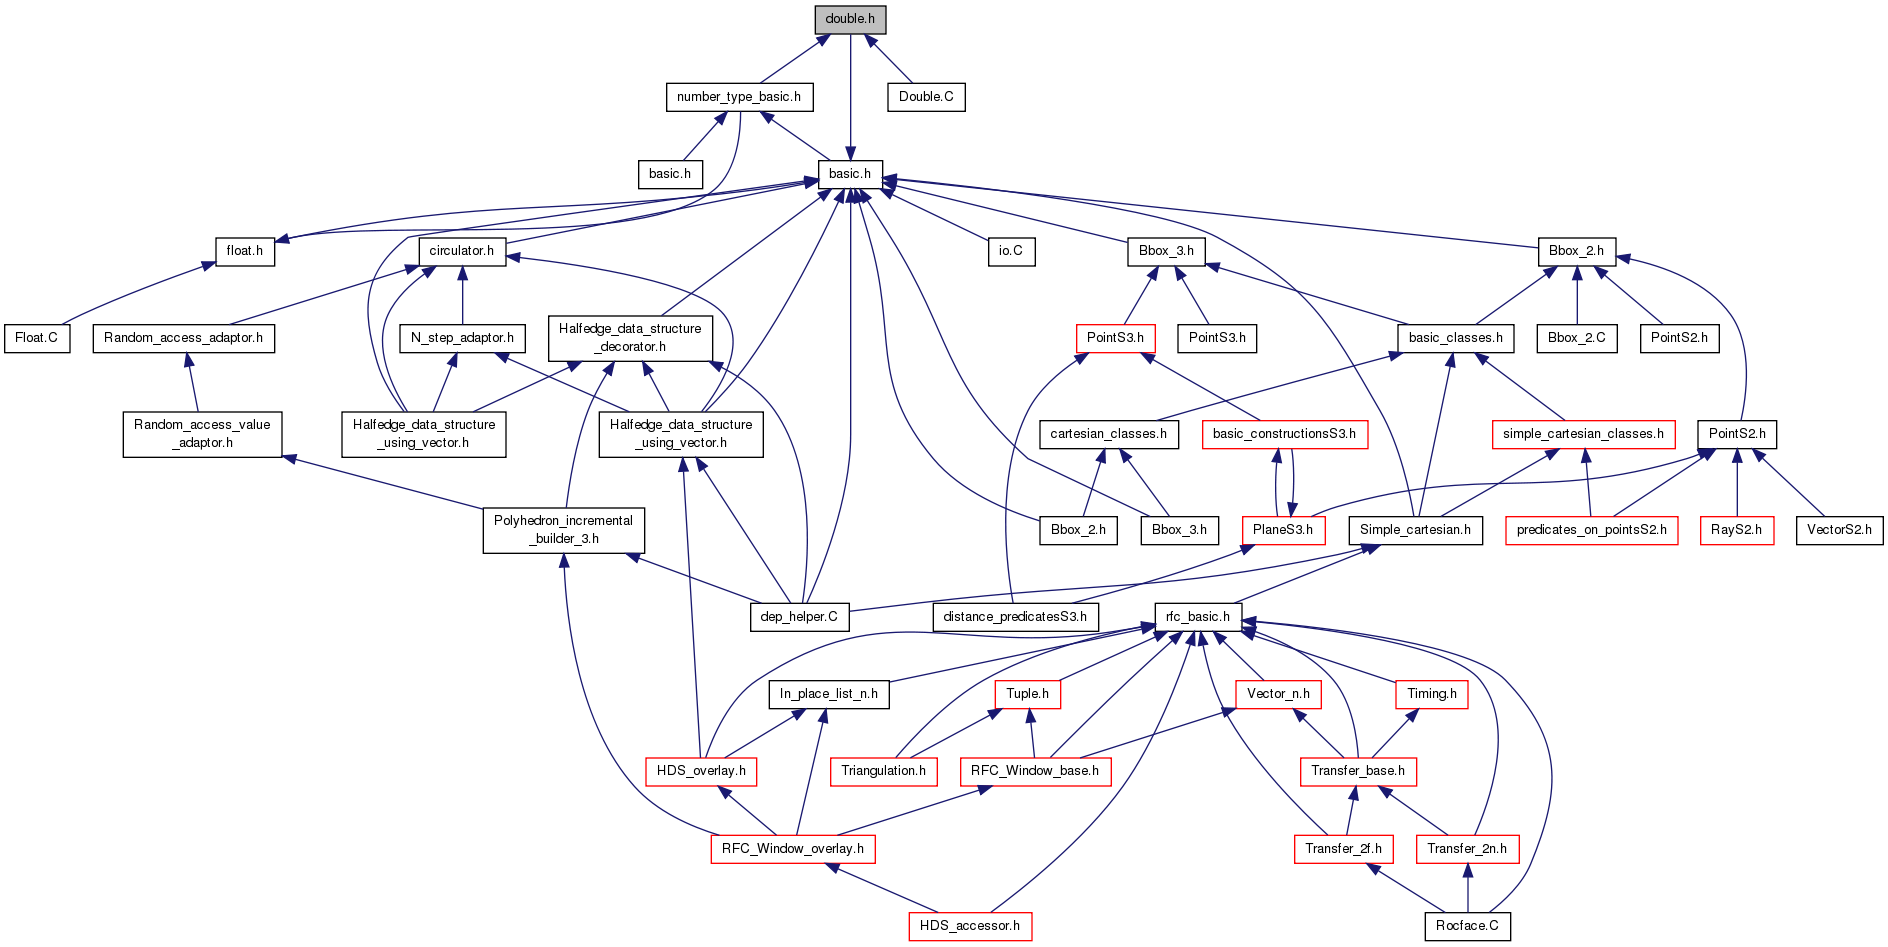 double.h
number_type_basic.h
Double.C
basic.h
basic.h
float.h
circulator.h
io.C
Bbox_3.h
Bbox_2.h
Float.C
Random_access_adaptor.h
N_step_adaptor.h
Halfedge_data_structure
_decorator.h
PointS3.h
PointS3.h
basic_classes.h
Bbox_2.C
PointS2.h
Random_access_value
_adaptor.h
Halfedge_data_structure
_using_vector.h
Halfedge_data_structure
_using_vector.h
cartesian_classes.h
basic_constructionsS3.h
simple_cartesian_classes.h
PointS2.h
Polyhedron_incremental
_builder_3.h
Bbox_2.h
Bbox_3.h
PlaneS3.h
Simple_cartesian.h
predicates_on_pointsS2.h
RayS2.h
VectorS2.h
dep_helper.C
distance_predicatesS3.h
rfc_basic.h
In_place_list_n.h
Tuple.h
Vector_n.h
Timing.h
HDS_overlay.h
Triangulation.h
RFC_Window_base.h
Transfer_base.h
RFC_Window_overlay.h
Transfer_2f.h
Transfer_2n.h
HDS_accessor.h
Rocface.C